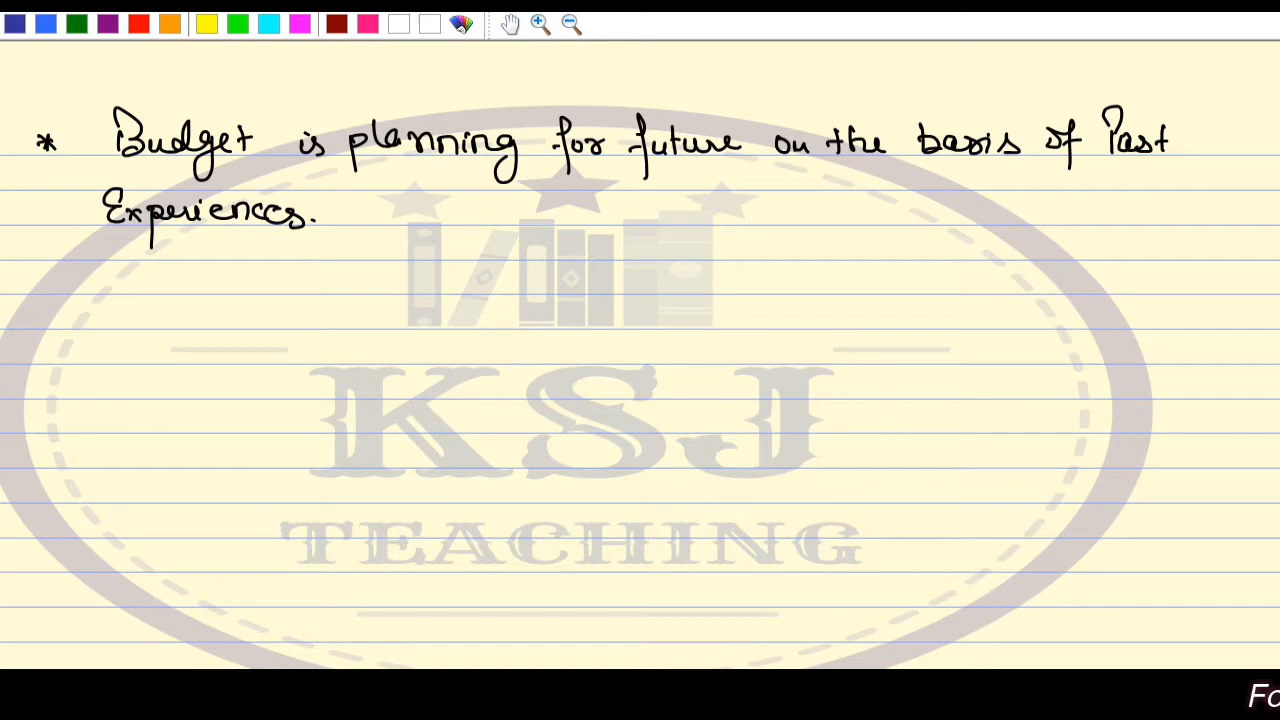 * Budget is planning for future on the basis of Past
Experiences.
KSJ
TEACHING
Fo